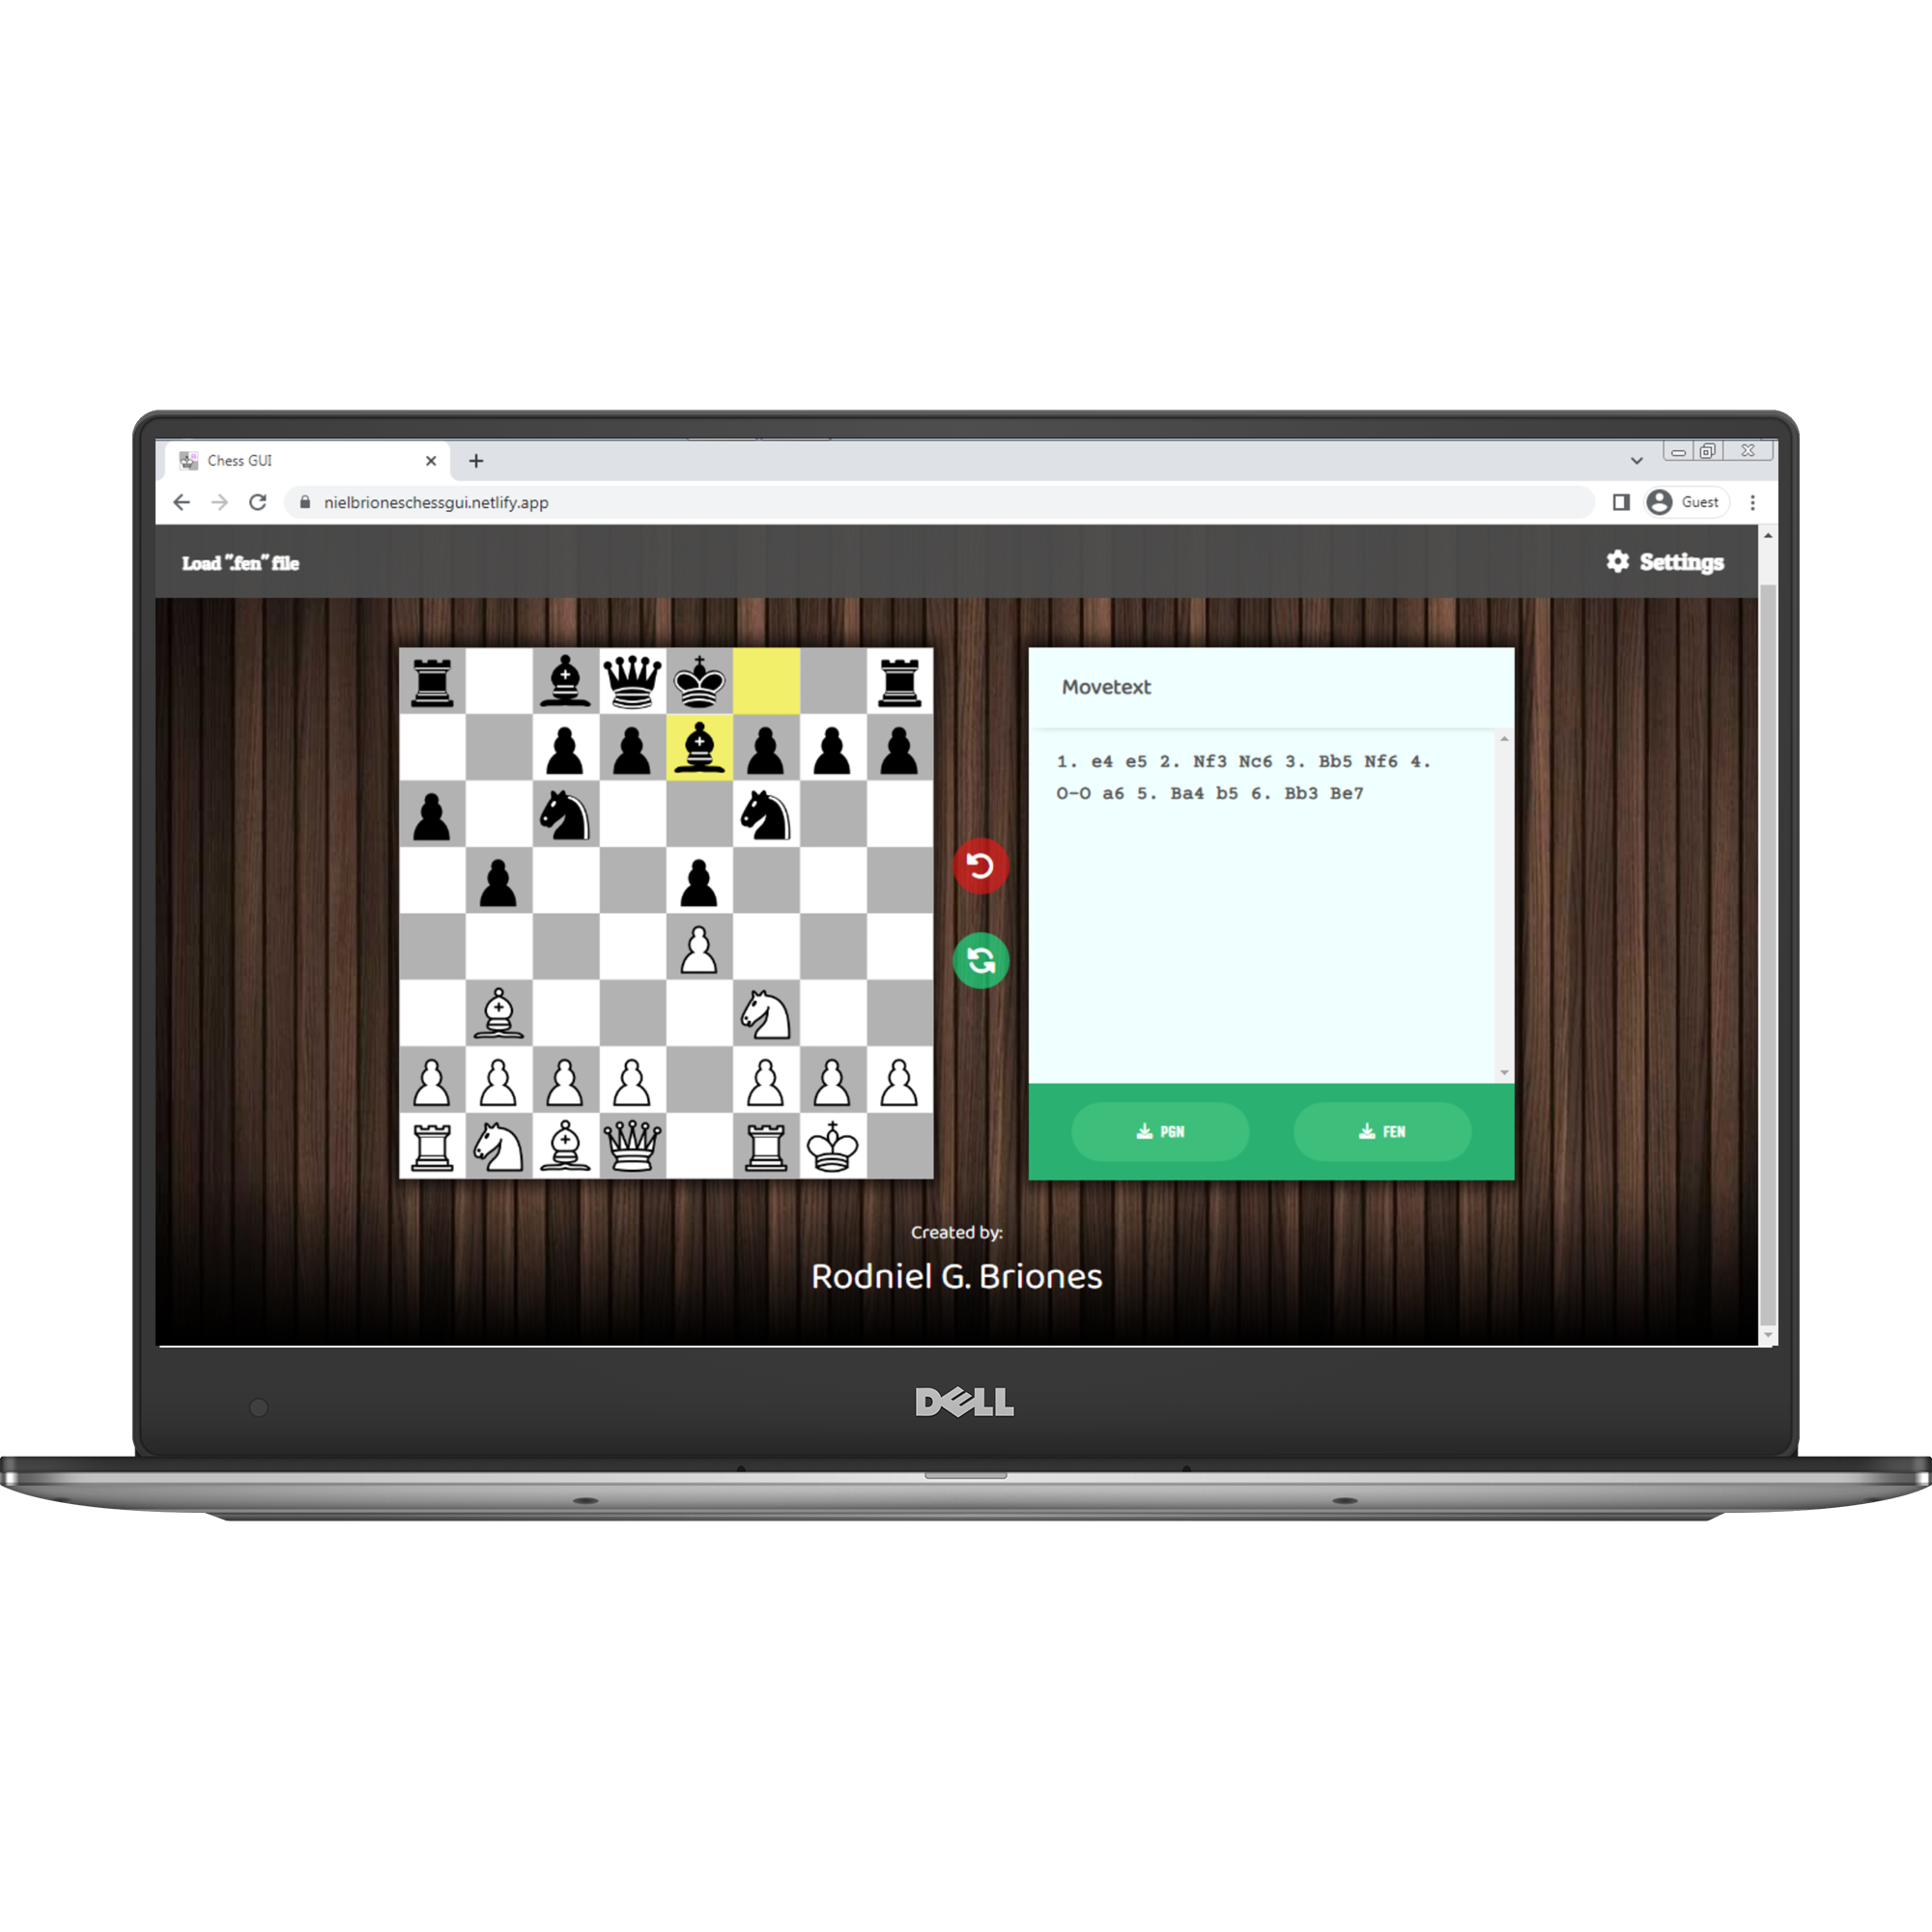 Chess GUI
nielbrioneschessgui.netlify.app
Guest
Load ".fen" file
Settings
Movetext
1. e4 e5 2. Nf3 Nc6 3. Bb5 Nf6 4.
O-O a6 5. Ba4 b5 6. Bb3 Be7
PGN
FEN
Created by:
Rodniel G. Briones
DELL